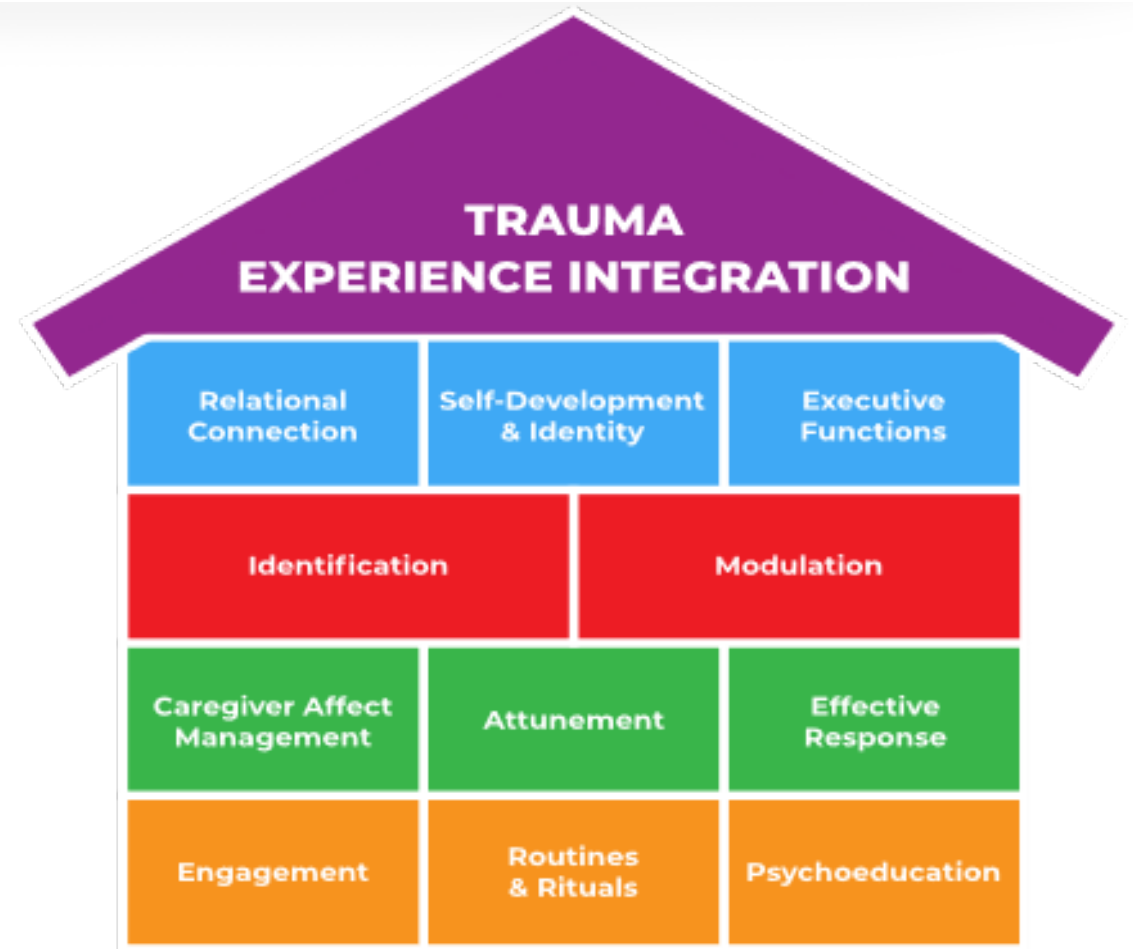 TRAUMA
EXPERIENCE INTEGRATION
Relational
Connection
Self-Development
& Identity
Executive
Functions
Identification
Modulation
Caregiver Affect
Management
Attunement
Effective
Response
Engagement
Routines
& Rituals
Psychoeducation